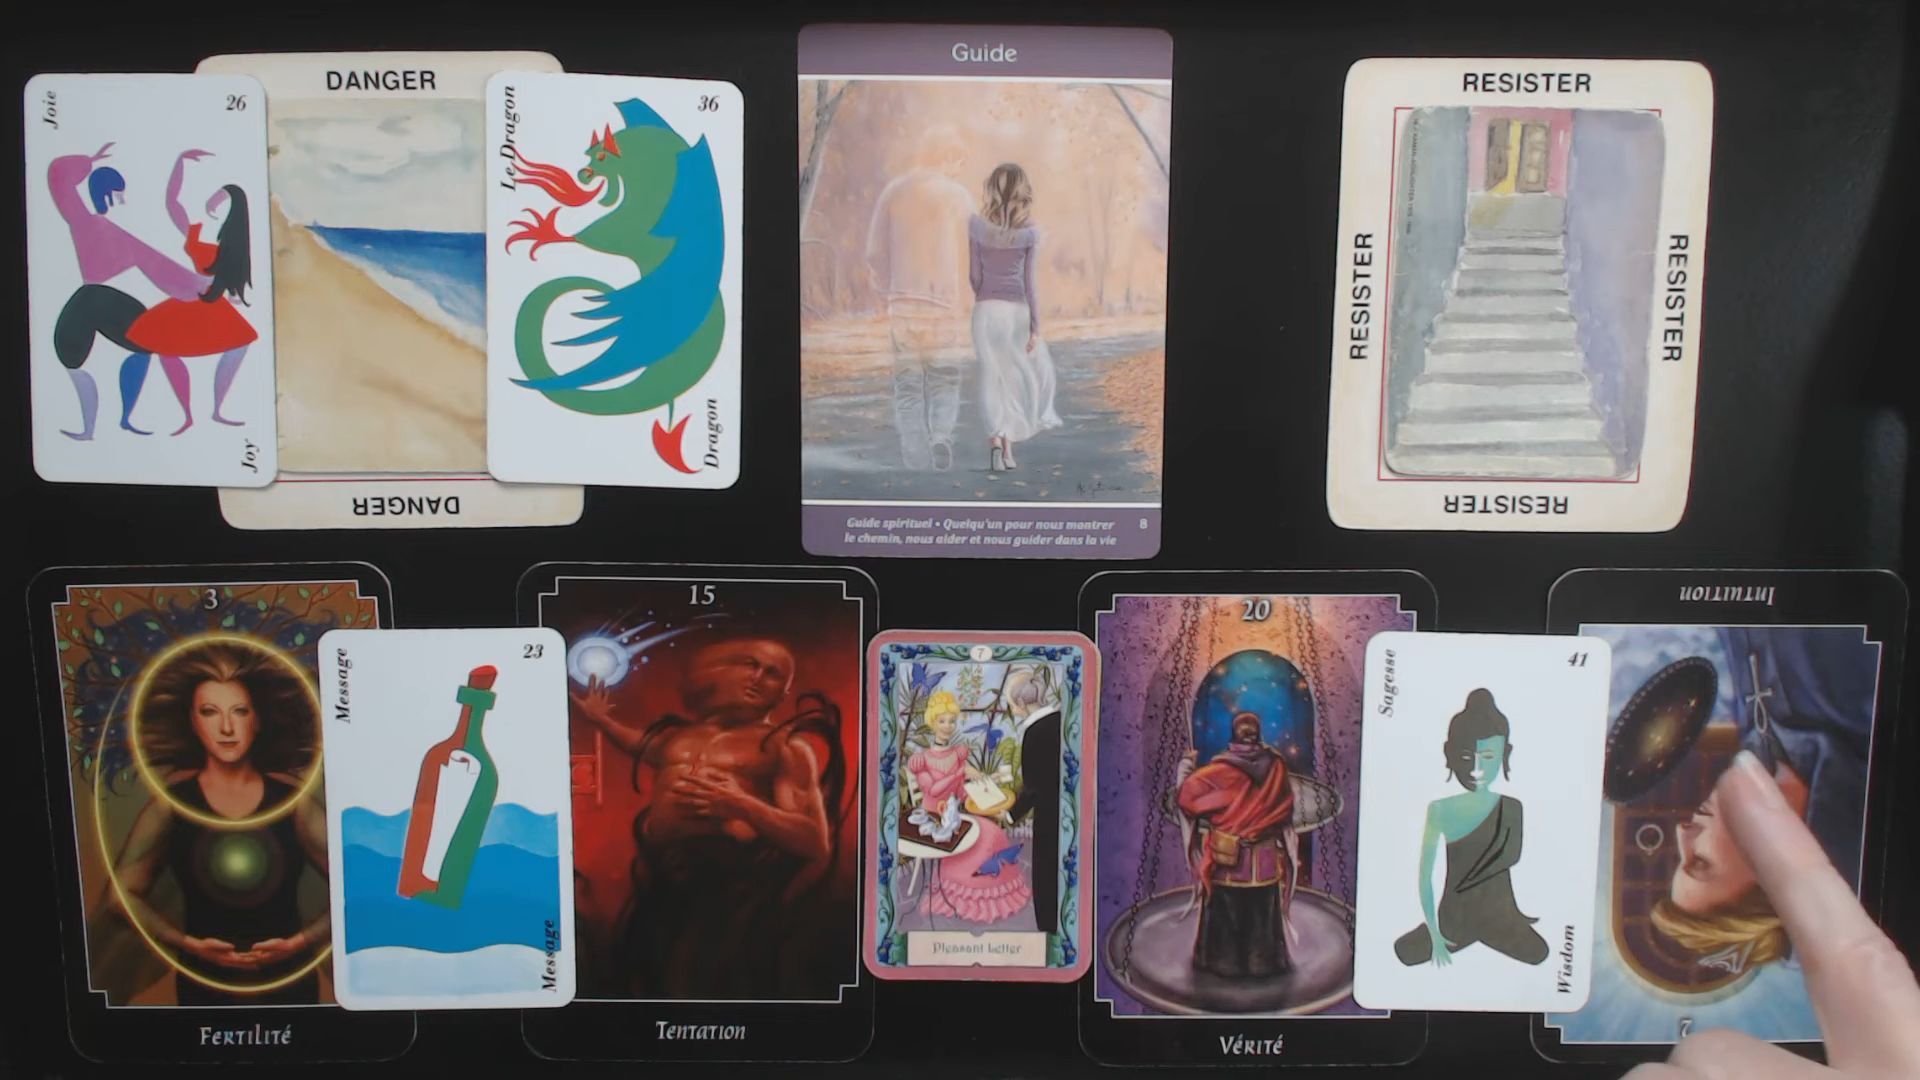 Joie
26
Joy
DANGER
DANGER
Le Dragon
36
Dragon
Guide
Guide spirituel • Quelqu'un pour nous montrer
le chemin, nous aider et nous guider dans la vie
8
RESISTER
RESISTER
RESISTER
RESISTER
3
Fertilité
Message
23
Message
15
Tentation
7
Pleasant Letter
20
Vérité
Sagesse
41
Wisdom
Intuition
2